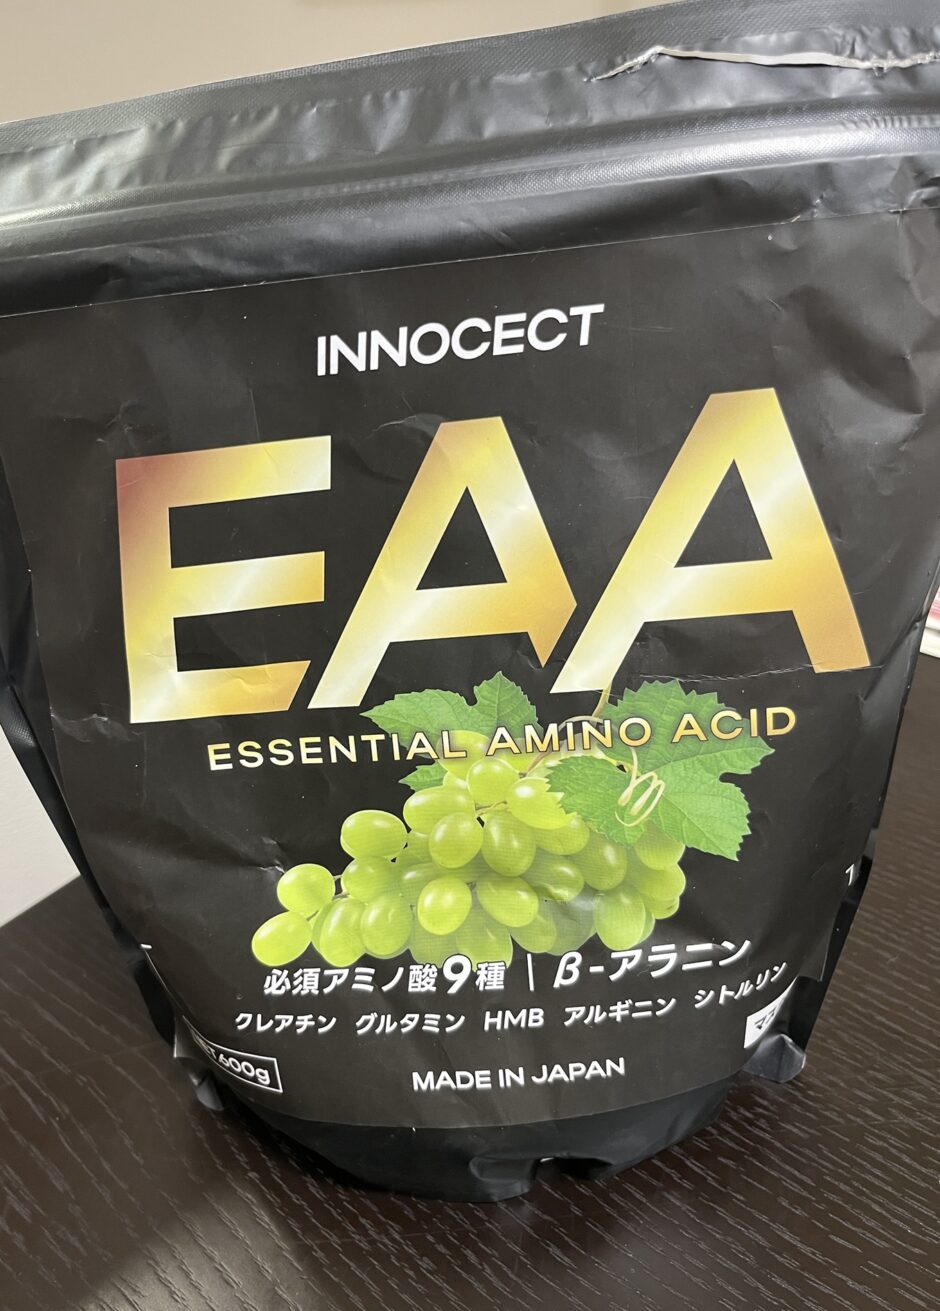 INNOCECT
EAA
ESSENTIAL AMINO ACID
必須アミノ酸9種 | β-アラニン
クレアチン グルタミン HMB アルギニン シトルリン
600g
MADE IN JAPAN